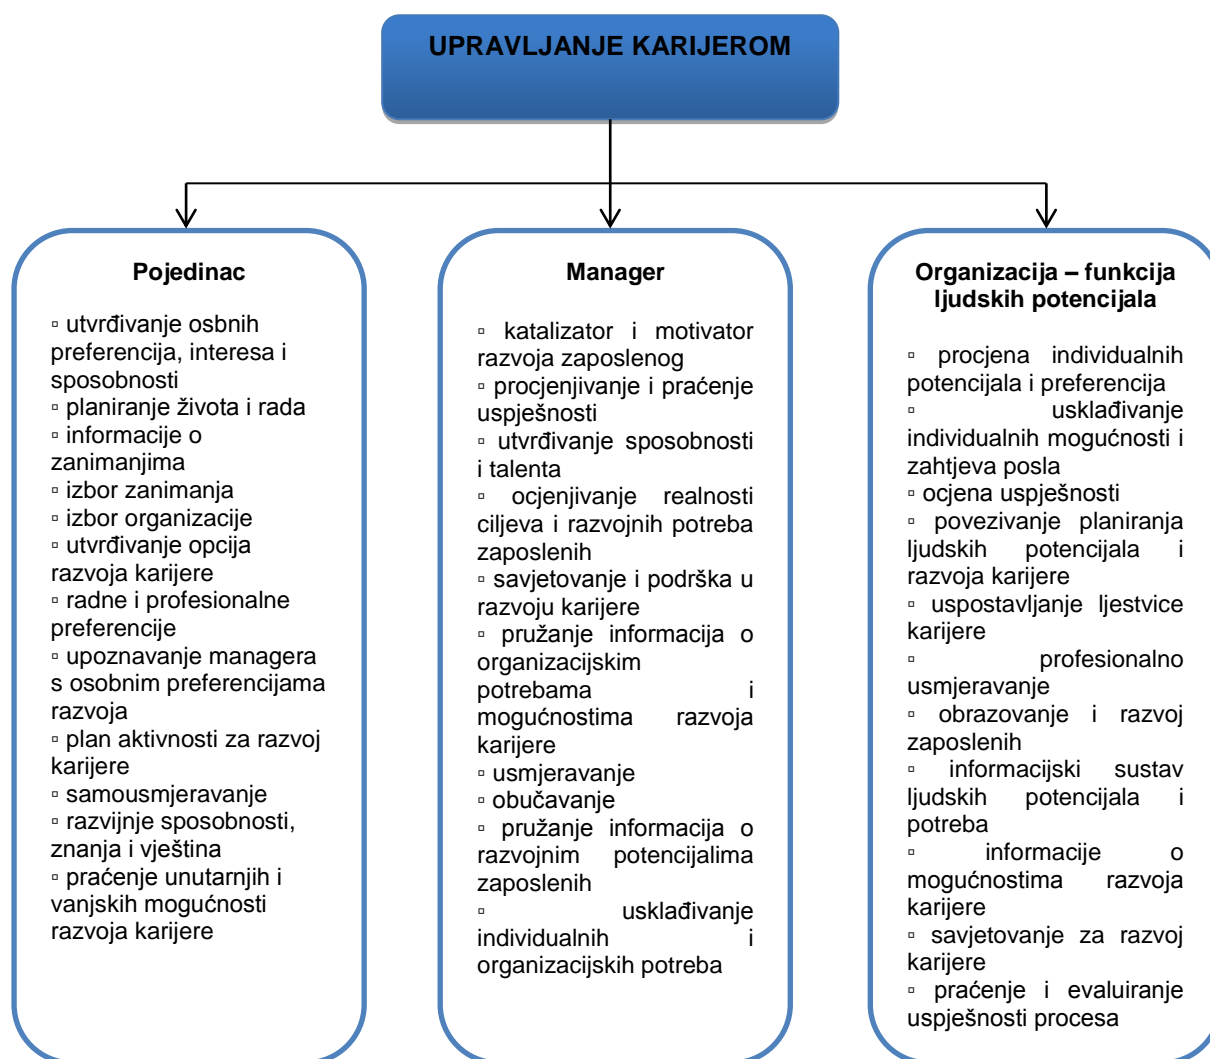 UPRAVLJANJE KARIJEROM
Pojedinac
▫ utvrđivanje osbnih
preferencija, interesa i
sposobnosti
▫ planiranje života i rada
▫ informacije o
zanimanjima
▫ izbor zanimanja
▫ izbor organizacije
▫ utvrđivanje opcija
razvoja karijere
▫ radne i profesionalne
preferencije
▫ upoznavanje managera
s osobnim preferencijama
razvoja
▫ plan aktivnosti za razvoj
karijere
▫ samousmjeravanje
▫ razvijnje sposobnosti,
znanja i vještina
▫ praćenje unutarnjih i
vanjskih mogućnosti
razvoja karijere
Manager
▫ katalizator i motivator
razvoja zaposlenog
▫ procjenjivanje i praćenje
uspješnosti
▫ utvrđivanje sposobnosti
i talenta
▫ ocjenjivanje realnosti
ciljeva i razvojnih potreba
zaposlenih
▫ savjetovanje i podrška u
razvoju karijere
▫ pružanje informacija o
organizacijskim
potrebama i
mogućnostima razvoja
karijere
▫ usmjeravanje
▫ obučavanje
▫ pružanje informacija o
razvojnim potencijalima
zaposlenih
▫ usklađivanje
individualnih i
organizacijskih potreba
Organizacija – funkcija
ljudskih potencijala
▫ procjena individualnih
potencijala i preferencija
▫ usklađivanje
individualnih mogućnosti i
zahtjeva posla
▫ ocjena uspješnosti
▫ povezivanje planiranja
ljudskih potencijala i
razvoja karijere
▫ uspostavljanje ljestvice
karijere
▫ profesionalno
usmjeravanje
▫ obrazovanje i razvoj
zaposlenih
▫ informacijski sustav
ljudskih potencijala i
potreba
▫ informacije o
mogućnostima razvoja
karijere
▫ savjetovanje za razvoj
karijere
▫ praćenje i evaluiranje
uspješnosti procesa